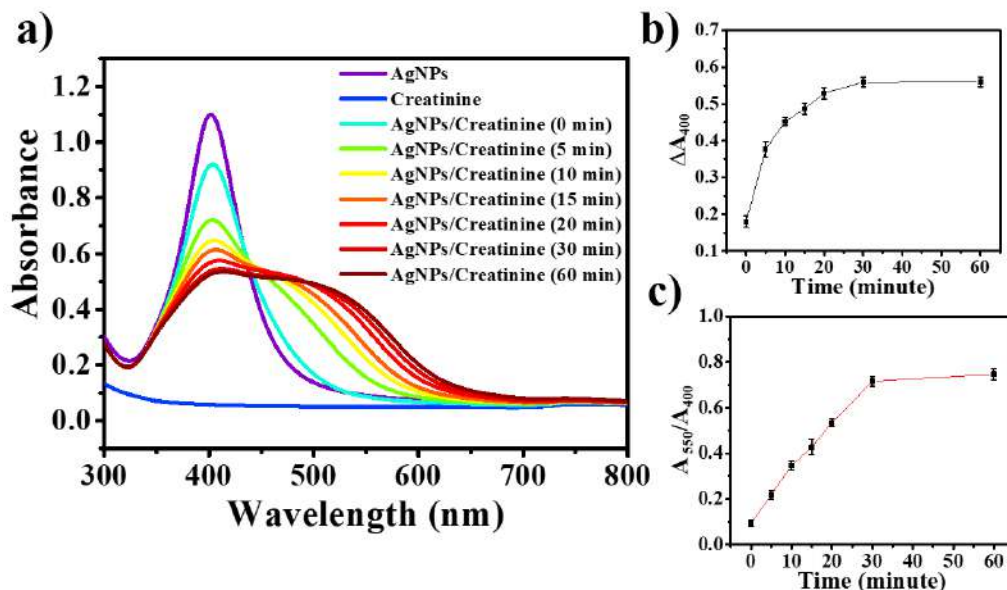 a)
Absorbance
1.2
1.0
0.8
0.6
0.4
0.2
0.0
300 400 500 600 700 800
Wavelength (nm)
AgNPs
Creatinine
AgNPs/Creatinine (0 min)
AgNPs/Creatinine (5 min)
AgNPs/Creatinine (10 min)
AgNPs/Creatinine (15 min)
AgNPs/Creatinine (20 min)
AgNPs/Creatinine (30 min)
AgNPs/Creatinine (60 min)
b)
ΔA400
0.7
0.6
0.5
0.4
0.3
0.2
0.1
0 10 20 30 40 50 60
Time (minute)
c)
A550/A400
1.0
0.8
0.6
0.4
0.2
0.0
0 10 20 30 40 50 60
Time (minute)